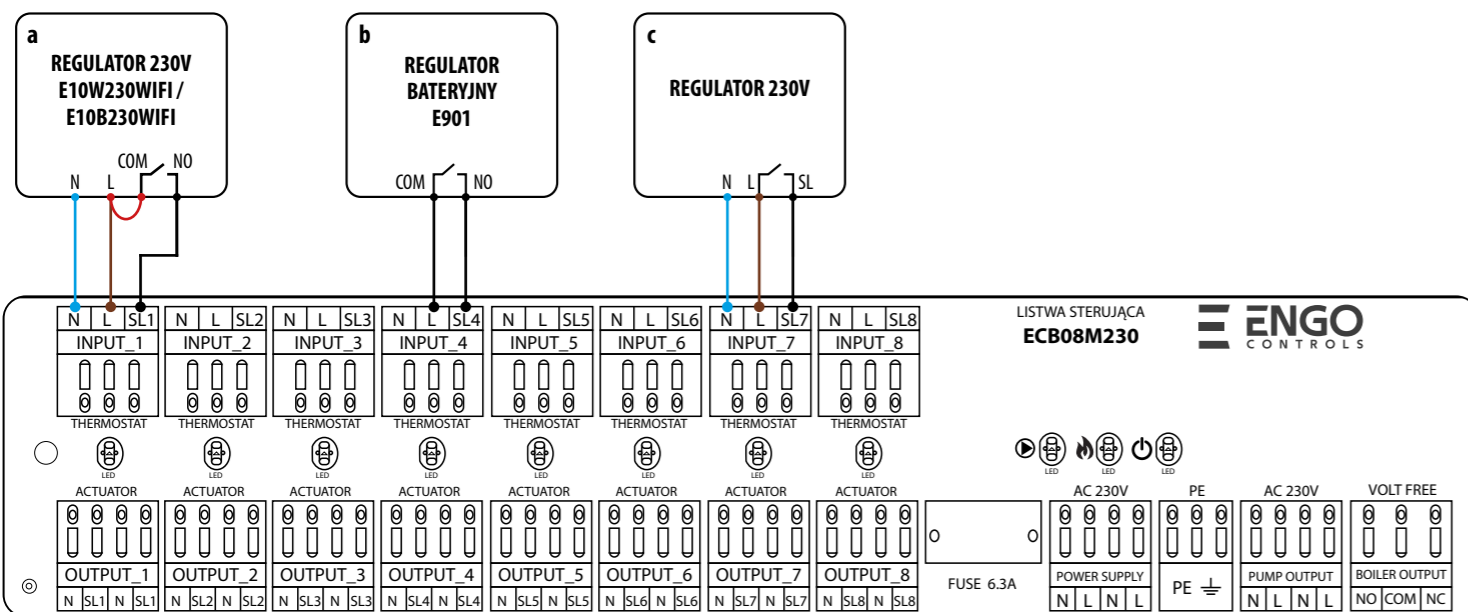 a
REGULATOR 230V
E10W230WIFI /
E10B230WIFI
COM NO
N L
b
REGULATOR
BATERYJNY
E901
COM NO
c
REGULATOR 230V
N L SL
N L SL1 N L SL2 N L SL3 N L SL4 N L SL5 N L SL6 N L SL7 N L SL8
INPUT_1 INPUT_2 INPUT_3 INPUT_4 INPUT_5 INPUT_6 INPUT_7 INPUT_8
THERMOSTAT THERMOSTAT THERMOSTAT THERMOSTAT THERMOSTAT THERMOSTAT THERMOSTAT THERMOSTAT
LISTWA STERUJĄCA
ECB08M230
ENGO
CONTROLS
LED LED LED LED LED LED LED LED LED LED LED
ACTUATOR ACTUATOR ACTUATOR ACTUATOR ACTUATOR ACTUATOR ACTUATOR ACTUATOR AC 230V PE AC 230V VOLT FREE
OUTPUT_1 OUTPUT_2 OUTPUT_3 OUTPUT_4 OUTPUT_5 OUTPUT_6 OUTPUT_7 OUTPUT_8 FUSE 6.3A POWER SUPPLY PE PUMP OUTPUT BOILER OUTPUT
N SL1 N SL1 N SL2 N SL2 N SL3 N SL3 N SL4 N SL4 N SL5 N SL5 N SL6 N SL6 N SL7 N SL7 N SL8 N SL8 N L N L N L N L NO COM NC